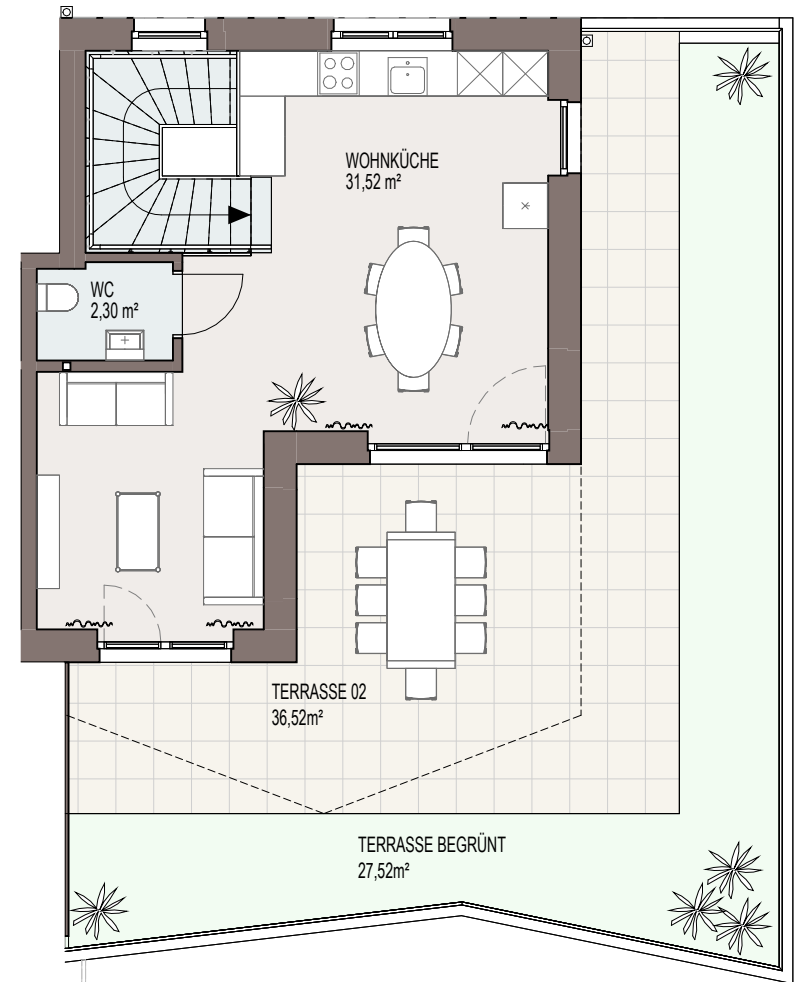 WOHNKÜCHE
31,52 m²
WC
2,30 m²
TERRASSE 02
36,52m²
TERRASSE BEGRÜNT
27,52m²